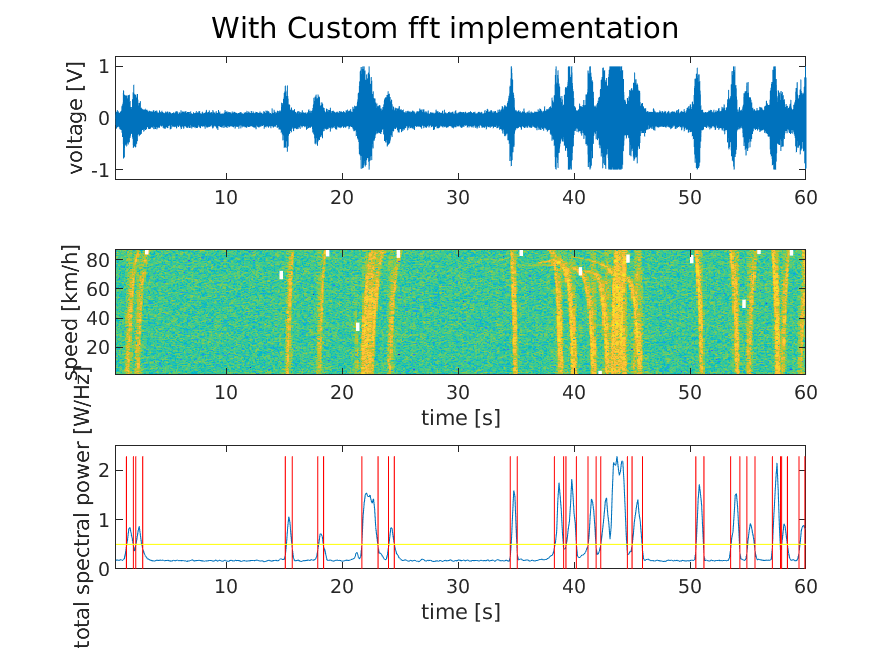 With Custom fft implementation
voltage [V]
1
0
-1
10 20 30 40 50 60
speed [km/h]
80
60
40
20
10 20 30 40 50 60
time [s]
total spectral power [W/Hz]
2
1
0
10 20 30 40 50 60
time [s]